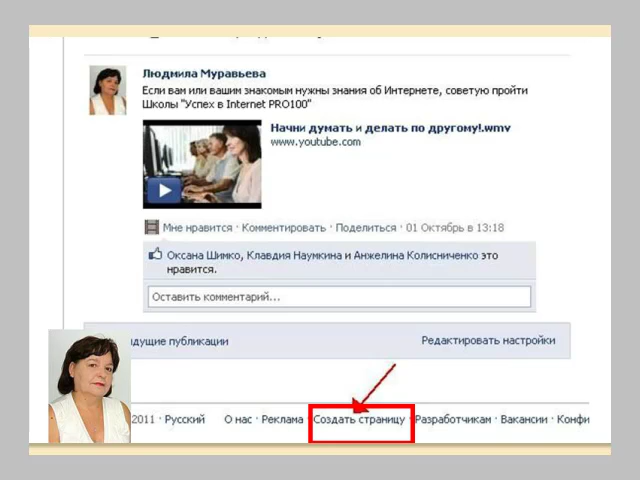 Людмила Муравьева
Если вам или вашим знакомым нужны знания об Интернете, советую пройти
Школы "Успех в Internet PRO100"
Начни думать и делать по другому!.wmv
www.youtube.com
Мне нравится · Комментировать · Поделиться · 01 Октябрь в 13:18
Оксана Шимко, Клавдия Наумкина и Анжелина Колисниченко это
нравится.
Оставить комментарий...
дущие публикации
Редактировать настройки
2011 · Русский
О нас · Реклама · Создать страницу · Разработчикам · Вакансии · Конфи